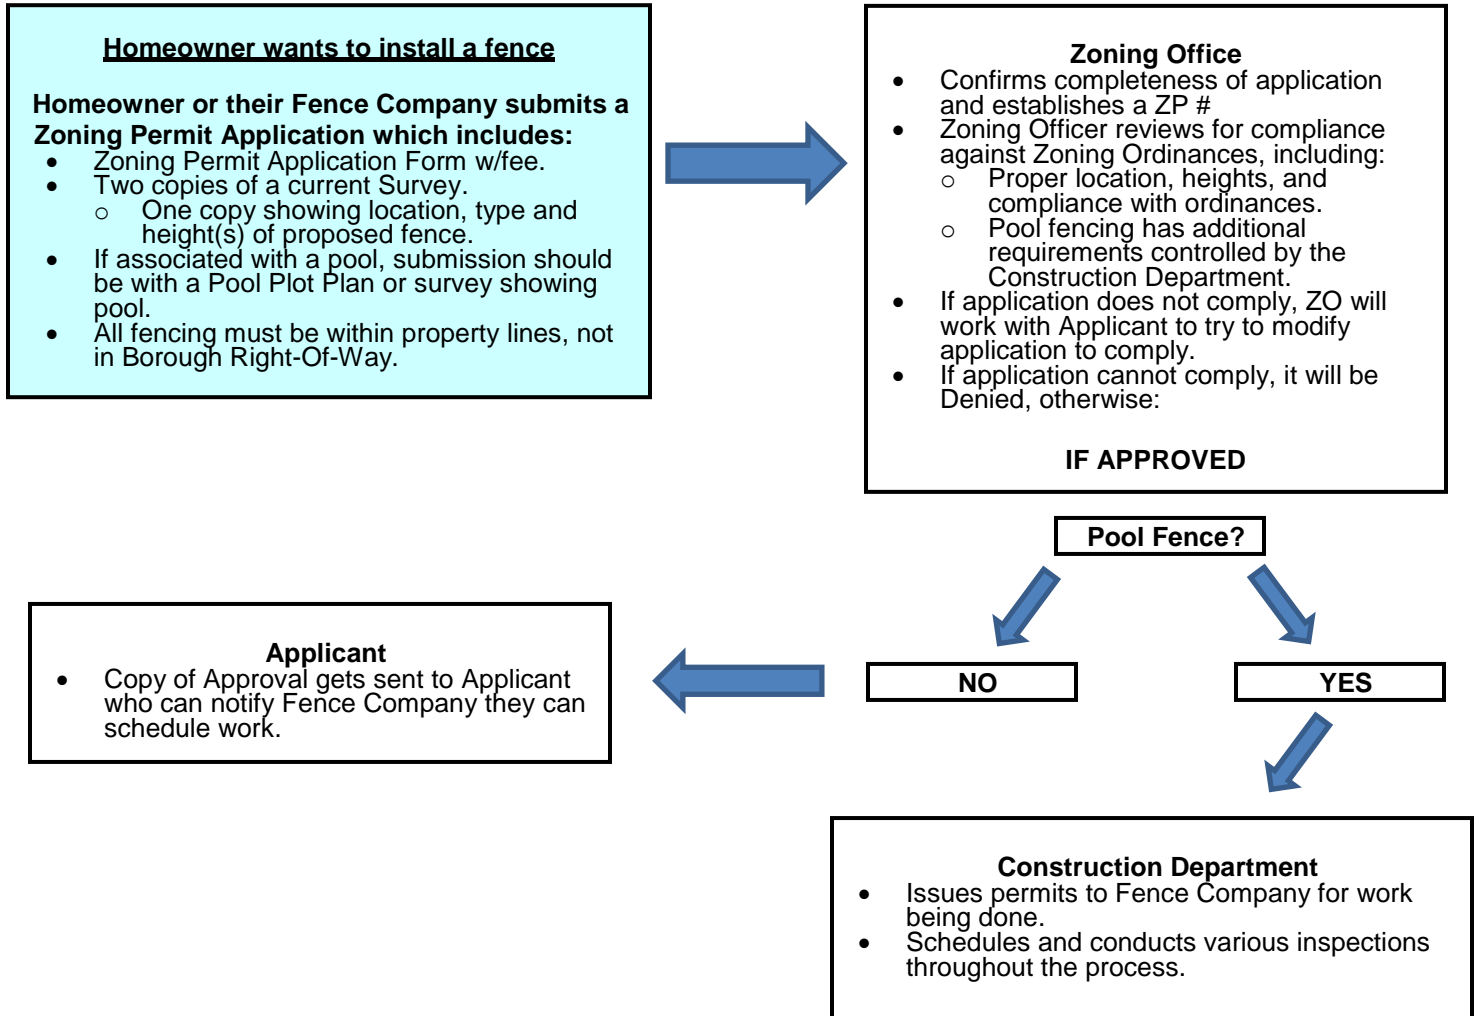 Homeowner wants to install a fence
Homeowner or their Fence Company submits a
Zoning Permit Application which includes:
• Zoning Permit Application Form w/fee.
• Two copies of a current Survey.
o One copy showing location, type and
height(s) of proposed fence.
• If associated with a pool, submission should
be with a Pool Plot Plan or survey showing
pool.
• All fencing must be within property lines, not
in Borough Right-Of-Way.
Zoning Office
• Confirms completeness of application
and establishes a ZP #
• Zoning Officer reviews for compliance
against Zoning Ordinances, including:
o Proper location, heights, and
compliance with ordinances.
o Pool fencing has additional
requirements controlled by the
Construction Department.
• If application does not comply, ZO will
work with Applicant to try to modify
application to comply.
• If application cannot comply, it will be
Denied, otherwise:
IF APPROVED
Pool Fence?
NO
YES
Applicant
• Copy of Approval gets sent to Applicant
who can notify Fence Company they can
schedule work.
Construction Department
• Issues permits to Fence Company for work
being done.
• Schedules and conducts various inspections
throughout the process.